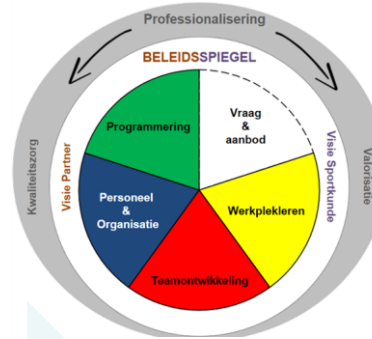 Professionalisering
BELEIDSSPIEGEL
Kwaliteitszorg
Visie Partner
Programmering
Vraag
&
aanbod
Visie Sportkunde
Valorisatie
Personeel
&
Organisatie
Werkplekleren
Teamontwikkeling